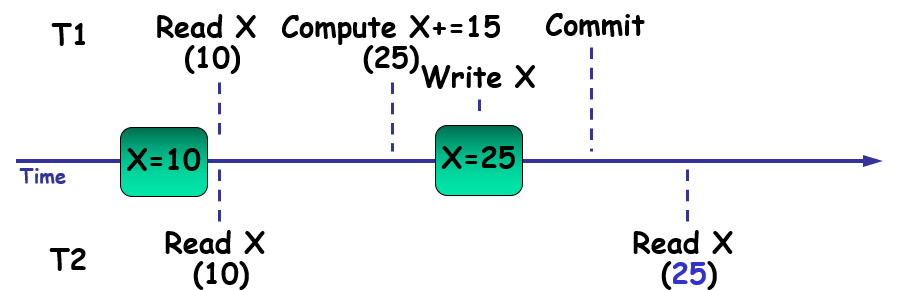 T1
Read X
(10)
Compute X+=15
(25)
Write X
Commit
X=10
X=25
Time
T2
Read X
(10)
Read X
(25)